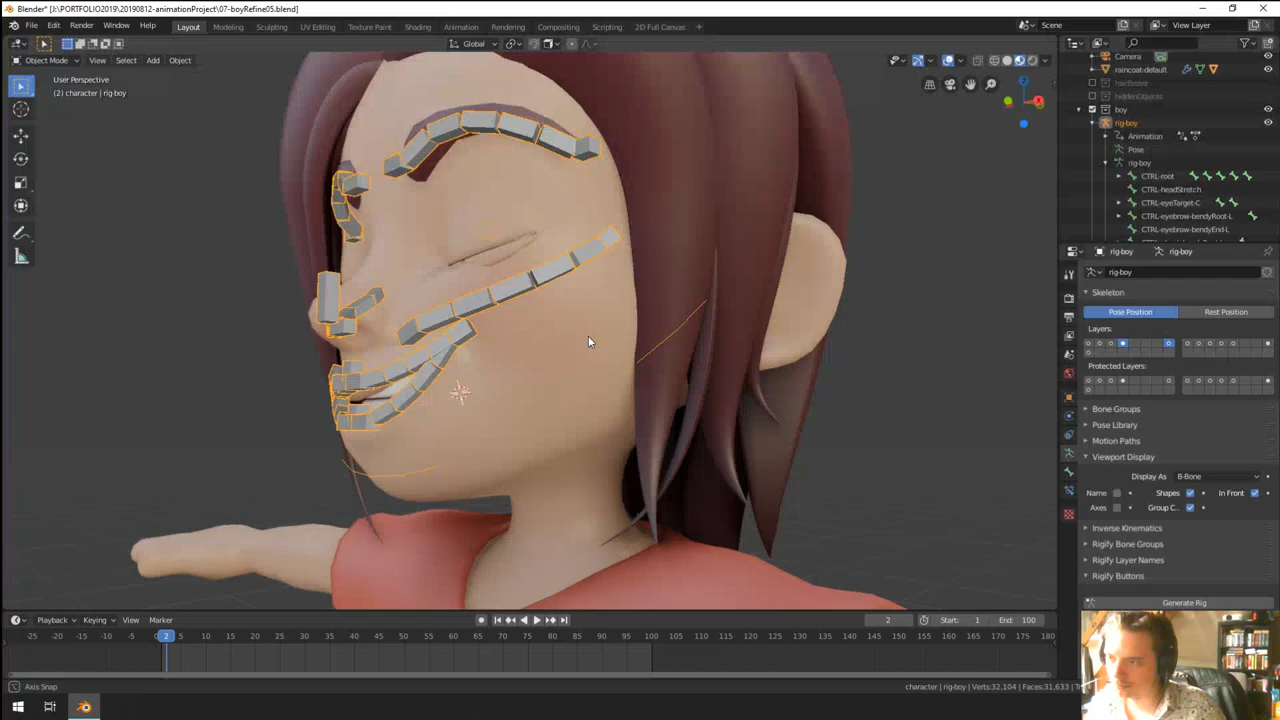 Blender* [J:\PORTFOLIO2019\20190812-animationProject\07-boyRefine05.blend]
File Edit Render Window Help Layout Modeling Sculpting UV Editing Texture Paint Shading Animation Rendering Compositing Scripting 2D Full Canvas Scene View Layer
Global
Object Mode View Select Add Object
User Perspective
(2) character | rig-boy
Camera
raincoat-default
hiddenObjects
boy
rig-boy
Animation
Pose
rig-boy
CTRL-root
CTRL-headStretch
CTRL-eyeTarget-C
CTRL-eyebrow-bendyRoot-L
CTRL-eyebrow-bendyEnd-L
rig-boy rig-boy
rig-boy
Skeleton
Pose Position Rest Position
Layers:
Protected Layers:
Bone Groups
Pose Library
Motion Paths
Viewport Display
Display As B-Bone
Name Shapes In Front
Axes Group C..
Inverse Kinematics
Rigify Bone Groups
Rigify Layer Names
Rigify Buttons
Generate Rig
Playback Keying View Marker 2 Start: 1 End: 100
-25 -20 -15 -10 -5 2 5 10 15 20 25 30 35 40 45 50 55 60 65 70 75 80 85 90 95 100 105 110 115 120 125 130 135 140 145 150 155 160 165 170 175 180
Axis Snap character | rig-boy | Verts:32,104 | Faces:31,633 | T